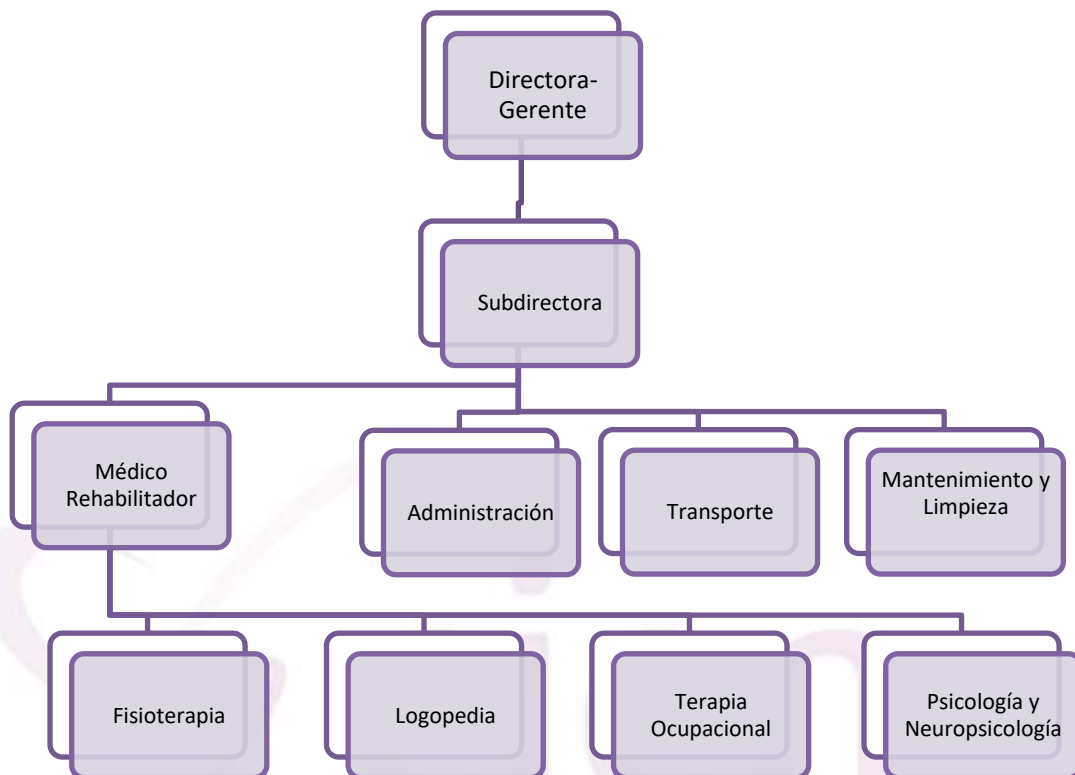 Directora-
Gerente
Subdirectora
Médico
Rehabilitador
Administración
Transporte
Mantenimiento y
Limpieza
Fisioterapia
Logopedia
Terapia
Ocupacional
Psicología y
Neuropsicología